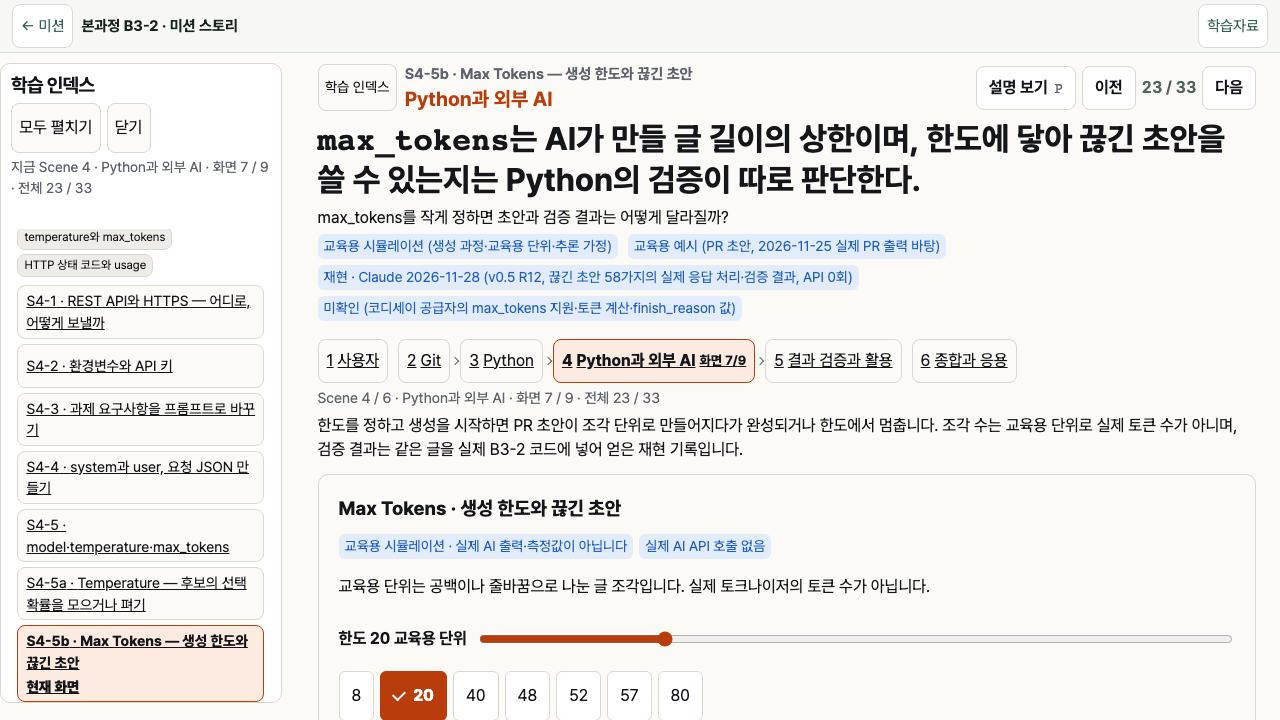 ← 미션
본과정 B3-2 · 미션 스토리
학습자료
학습 인덱스
모두 펼치기
닫기
지금 Scene 4 · Python과 외부 AI · 화면 7 / 9
· 전체 23 / 33
temperature와 max_tokens
HTTP 상태 코드와 usage
S4-1 · REST API와 HTTPS — 어디로,
어떻게 보낼까
S4-2 · 환경변수와 API 키
S4-3 · 과제 요구사항을 프롬프트로 바꾸
기
S4-4 · system과 user, 요청 JSON 만
들기
S4-5 ·
model·temperature·max_tokens
S4-5a · Temperature — 후보의 선택
확률을 모으거나 펴기
S4-5b · Max Tokens — 생성 한도와
끊긴 초안
현재 화면
학습 인덱스
S4-5b · Max Tokens — 생성 한도와 끊긴 초안
Python과 외부 AI
설명 보기 P
이전
23 / 33
다음
max_tokens는 AI가 만들 글 길이의 상한이며, 한도에 닿아 끊긴 초안을
쓸 수 있는지는 Python의 검증이 따로 판단한다.
max_tokens를 작게 정하면 초안과 검증 결과는 어떻게 달라질까?
교육용 시뮬레이션 (생성 과정·교육용 단위·추론 가정)
교육용 예시 (PR 초안, 2026-11-25 실제 PR 출력 바탕)
재현 · Claude 2026-11-28 (v0.5 R12, 끊긴 초안 58가지의 실제 응답 처리·검증 결과, API 0회)
미확인 (코디세이 공급자의 max_tokens 지원·토큰 계산·finish_reason 값)
1 사용자
2 Git ›
3 Python ›
4 Python과 외부 AI 화면 7/9 ›
5 결과 검증과 활용
6 종합과 응용
Scene 4 / 6 · Python과 외부 AI · 화면 7 / 9 · 전체 23 / 33
한도를 정하고 생성을 시작하면 PR 초안이 조각 단위로 만들어지다가 완성되거나 한도에서 멈춥니다. 조각 수는 교육용 단위로 실제 토큰 수가 아니며,
검증 결과는 같은 글을 실제 B3-2 코드에 넣어 얻은 재현 기록입니다.
Max Tokens · 생성 한도와 끊긴 초안
교육용 시뮬레이션 · 실제 AI 출력·측정값이 아닙니다
실제 AI API 호출 없음
교육용 단위는 공백이나 줄바꿈으로 나눈 글 조각입니다. 실제 토크나이저의 토큰 수가 아닙니다.
한도 20 교육용 단위
8
✓ 20
40
48
52
57
80